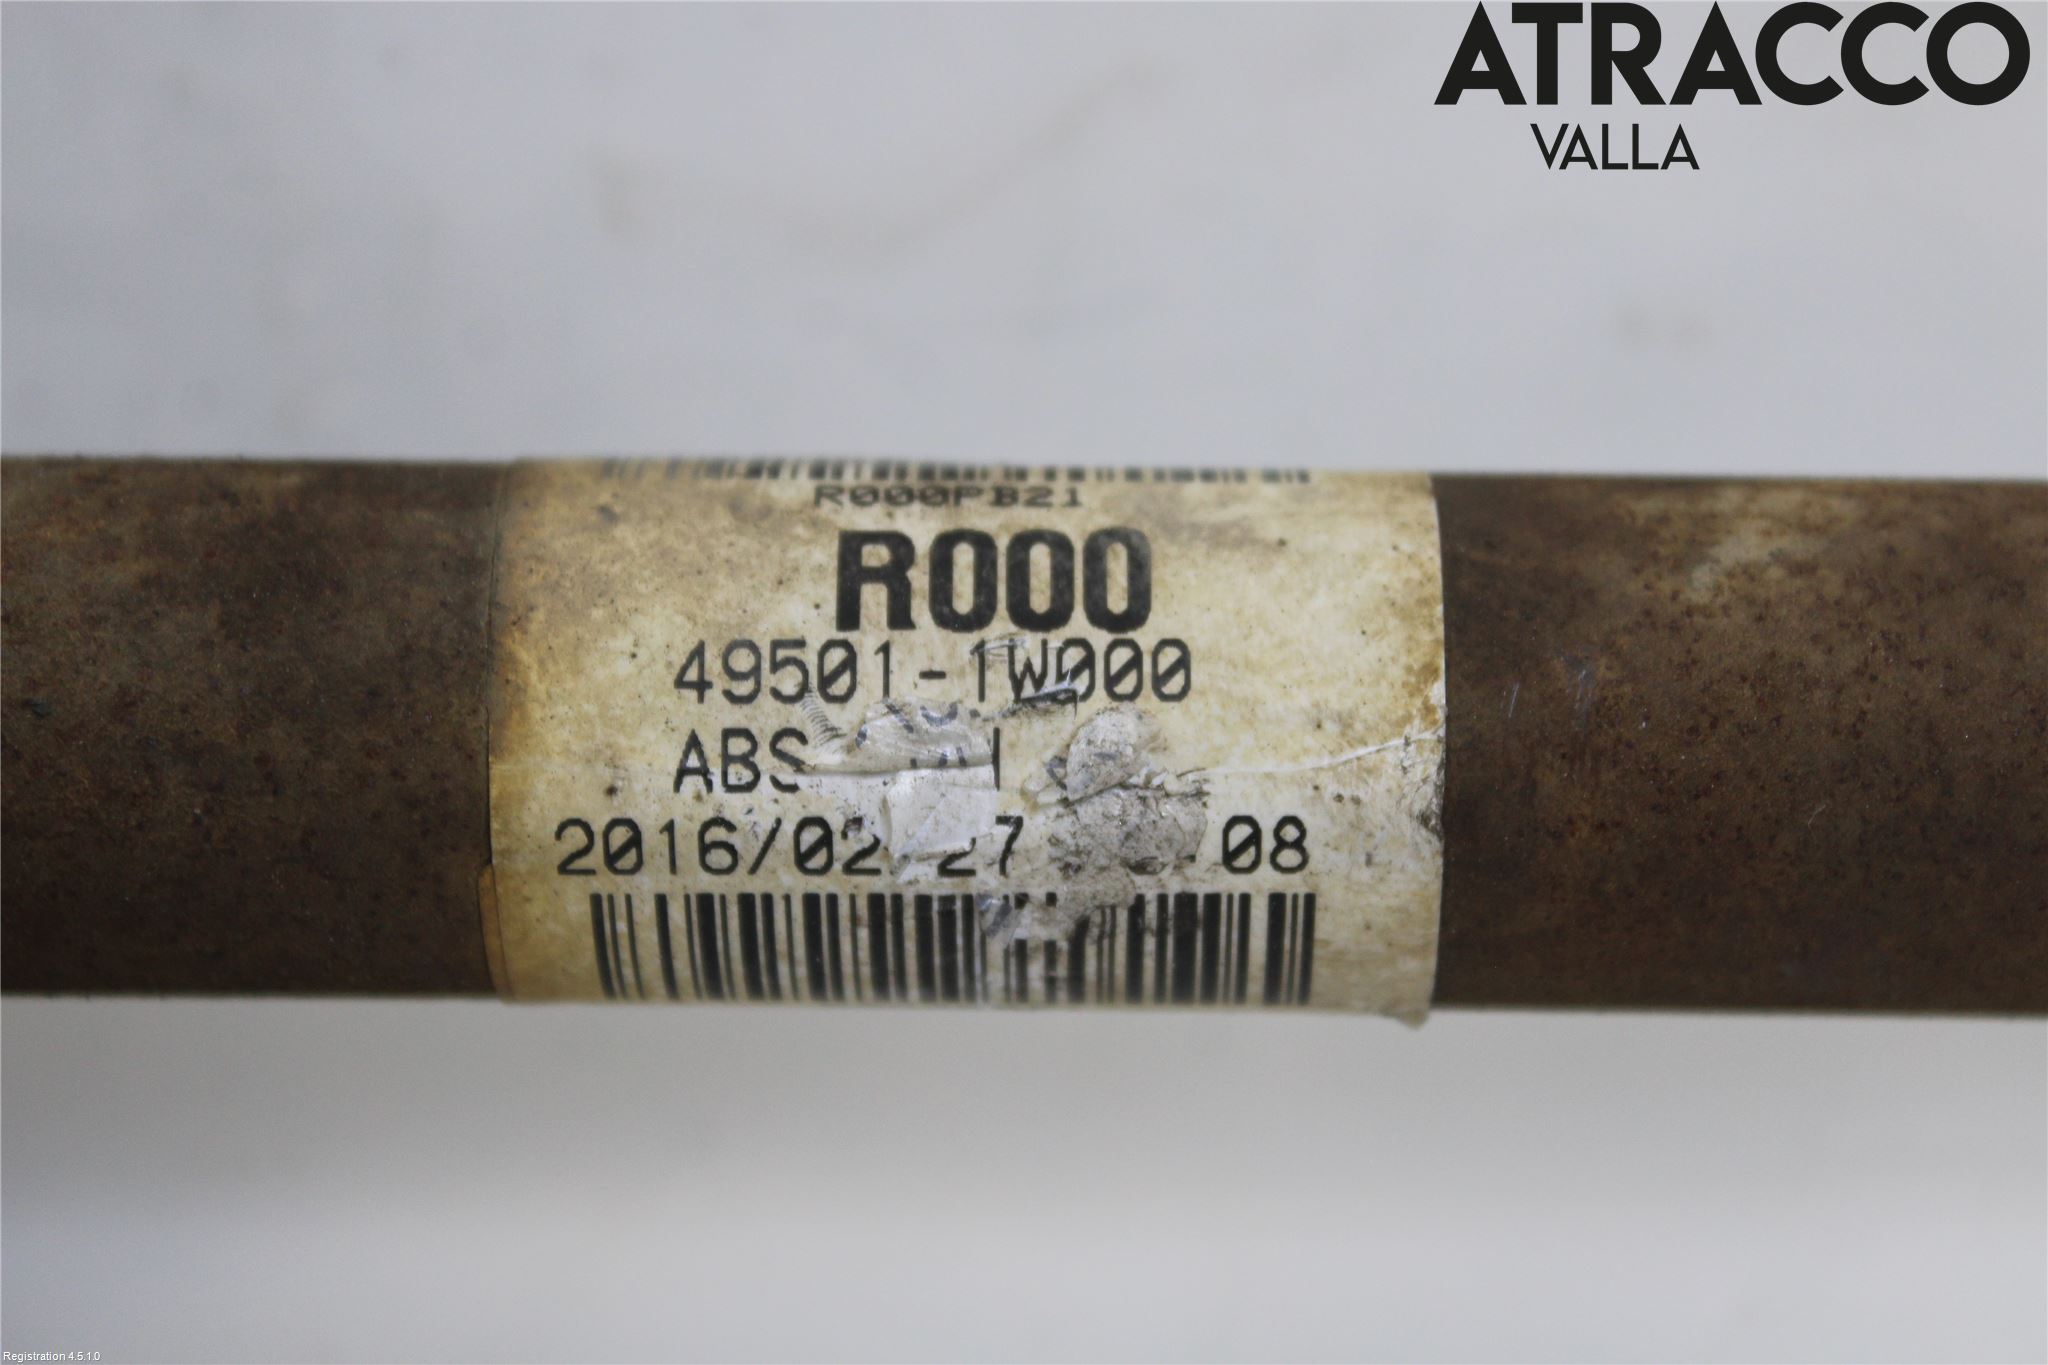 ATRACCO
VALLA
R000PB21
R000
49501-1W000
ABS
2016/02 27 08
Registration 4.5.1.0